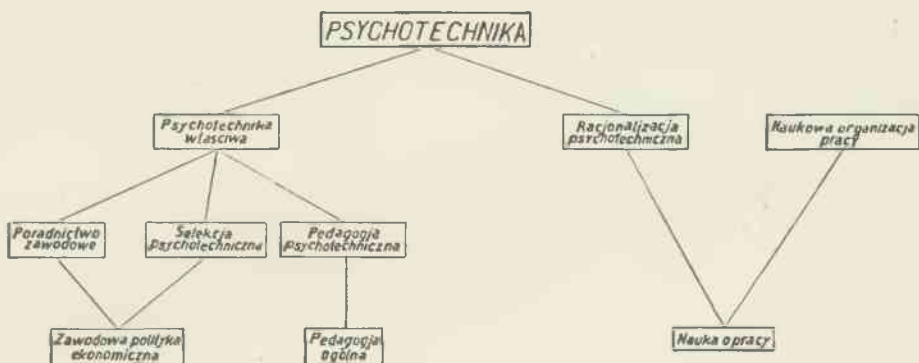 PSYCHOTECHNIKA
Psychotechnika
właściwa
Racjonalizacja
psychotechniczna
Naukowa organizacja
pracy
Poradnictwo
zawodowe
Selekcja
psychotechniczna
Pedagogja
psychotechniczna
Zawodowa polityka
ekonomiczna
Pedagogja
ogólna
Nauka o pracy